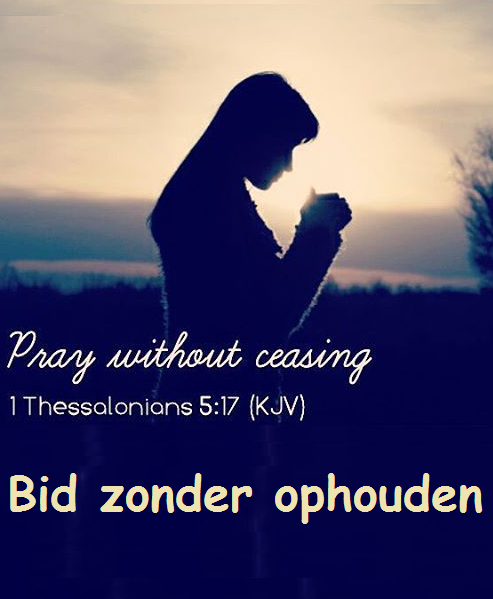 Pray without ceasing
1 Thessalonians 5:17 (KJV)
Bid zonder ophouden